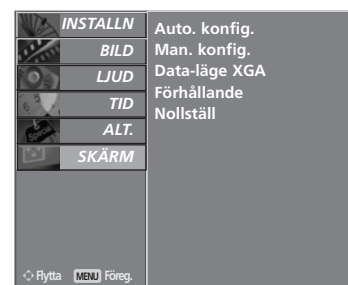 INSTALLN
BILD
LJUD
TID
ALT.
SKÄRM
Auto. konfig.
Man. konfig.
Data-läge XGA
Förhållande
Nollställ
Flytta MENU Föreg.